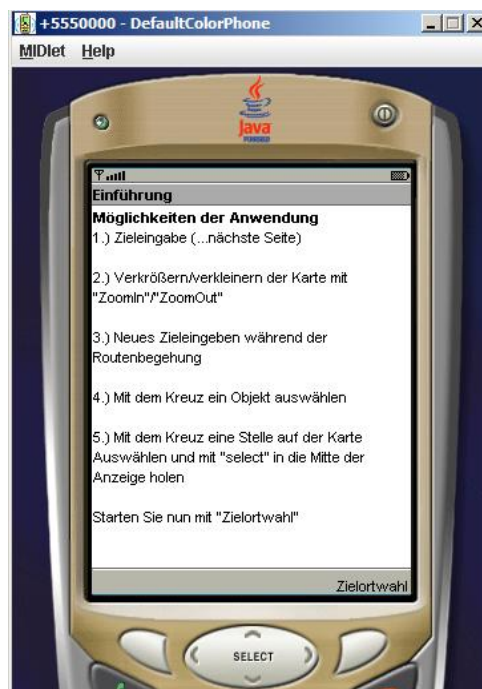 +5550000 - DefaultColorPhone
MIDlet Help
Java
POWERED
Einführung
Möglichkeiten der Anwendung
1.) Zieleingabe (...nächste Seite)
2.) Verkrößern/verkleinern der Karte mit
"ZoomIn"/"ZoomOut"
3.) Neues Zieleingeben während der
Routenbegehung
4.) Mit dem Kreuz ein Objekt auswählen
5.) Mit dem Kreuz eine Stelle auf der Karte
Auswählen und mit "select" in die Mitte der
Anzeige holen
Starten Sie nun mit "Zielortwahl"
Zielortwahl
SELECT